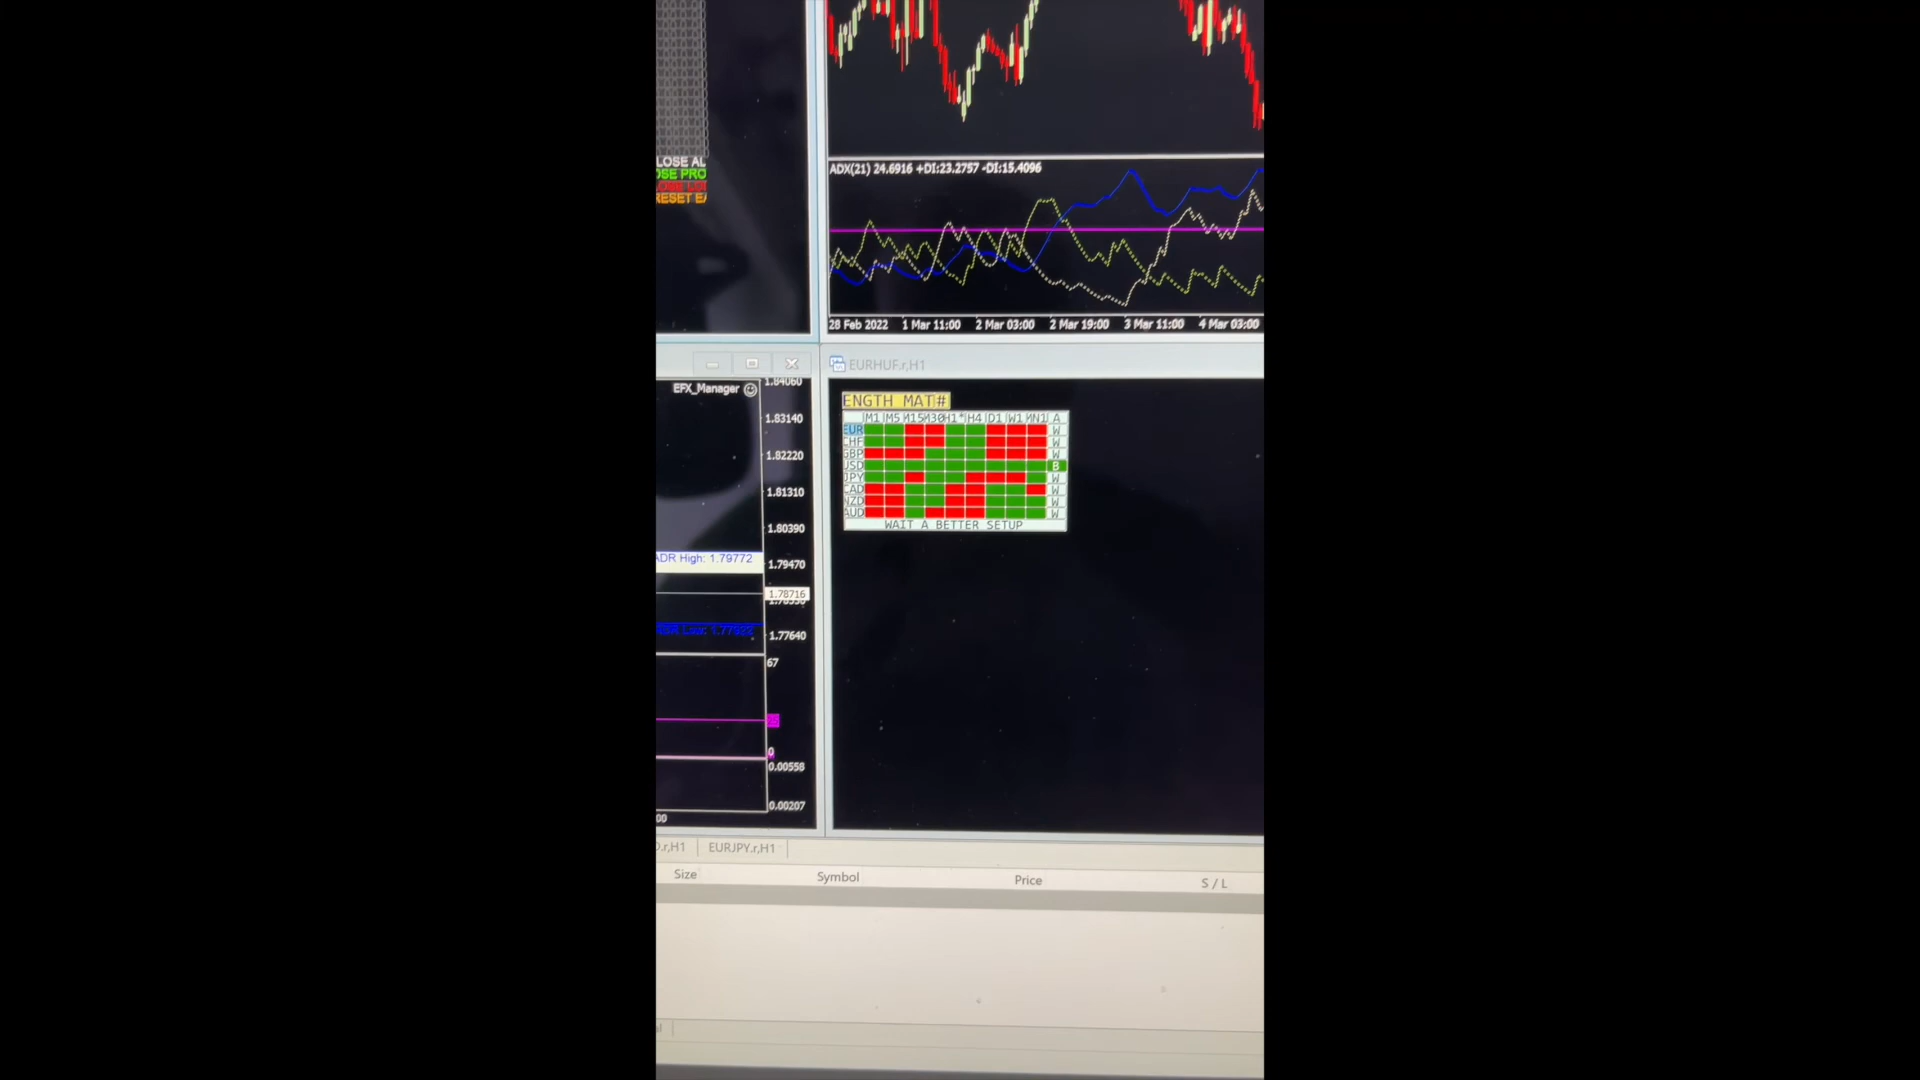 LOSE AL
OSE PRO
RESET EA
ADX(21) 24.6916 +DI:23.2757 -DI:15.4096
28 Feb 2022 1 Mar 11:00 2 Mar 03:00 2 Mar 19:00 3 Mar 11:00 4 Mar 03:00
EURHUF.r,H1
EFX_Manager
1.84060
1.83140
1.82220
1.81310
1.80390
ADR High: 1.79772
1.79470
1.78716
1.77640
67
0
0.00558
0.00207
00
ENGTH MAT#
M1 M5 M15 M30 H1* H4 D1 W1 MN1 A
EUR W
CHF W
GBP W
USD B
JPY W
CAD W
NZD W
AUD W
WAIT A BETTER SETUP
D.r,H1 EURJPY.r,H1
Size Symbol Price S / L